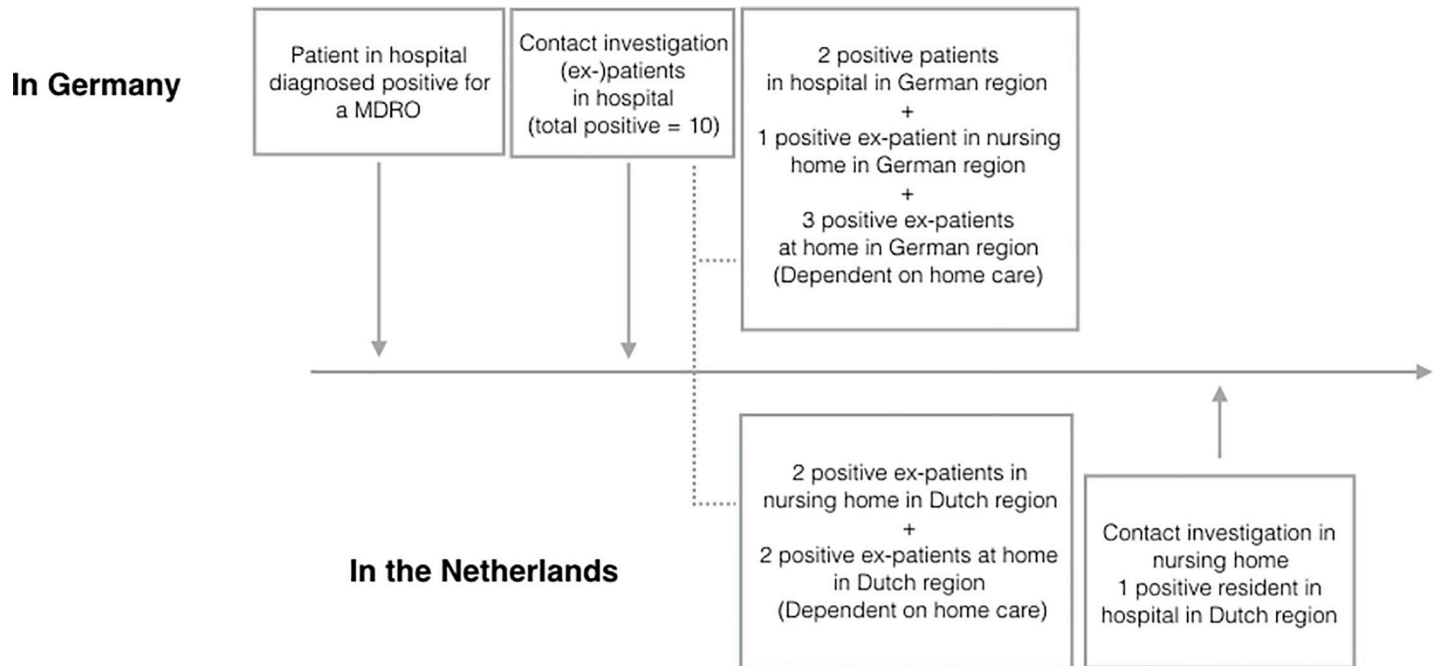 In Germany
Patient in hospital
diagnosed positive for
a MDRO
Contact investigation
(ex-)patients
in hospital
(total positive = 10)
2 positive patients
in hospital in German region
+
1 positive ex-patient in nursing
home in German region
+
3 positive ex-patients
at home in German region
(Dependent on home care)
In the Netherlands
2 positive ex-patients in
nursing home in Dutch region
+
2 positive ex-patients at home
in Dutch region
(Dependent on home care)
Contact investigation in
nursing home
1 positive resident in
hospital in Dutch region